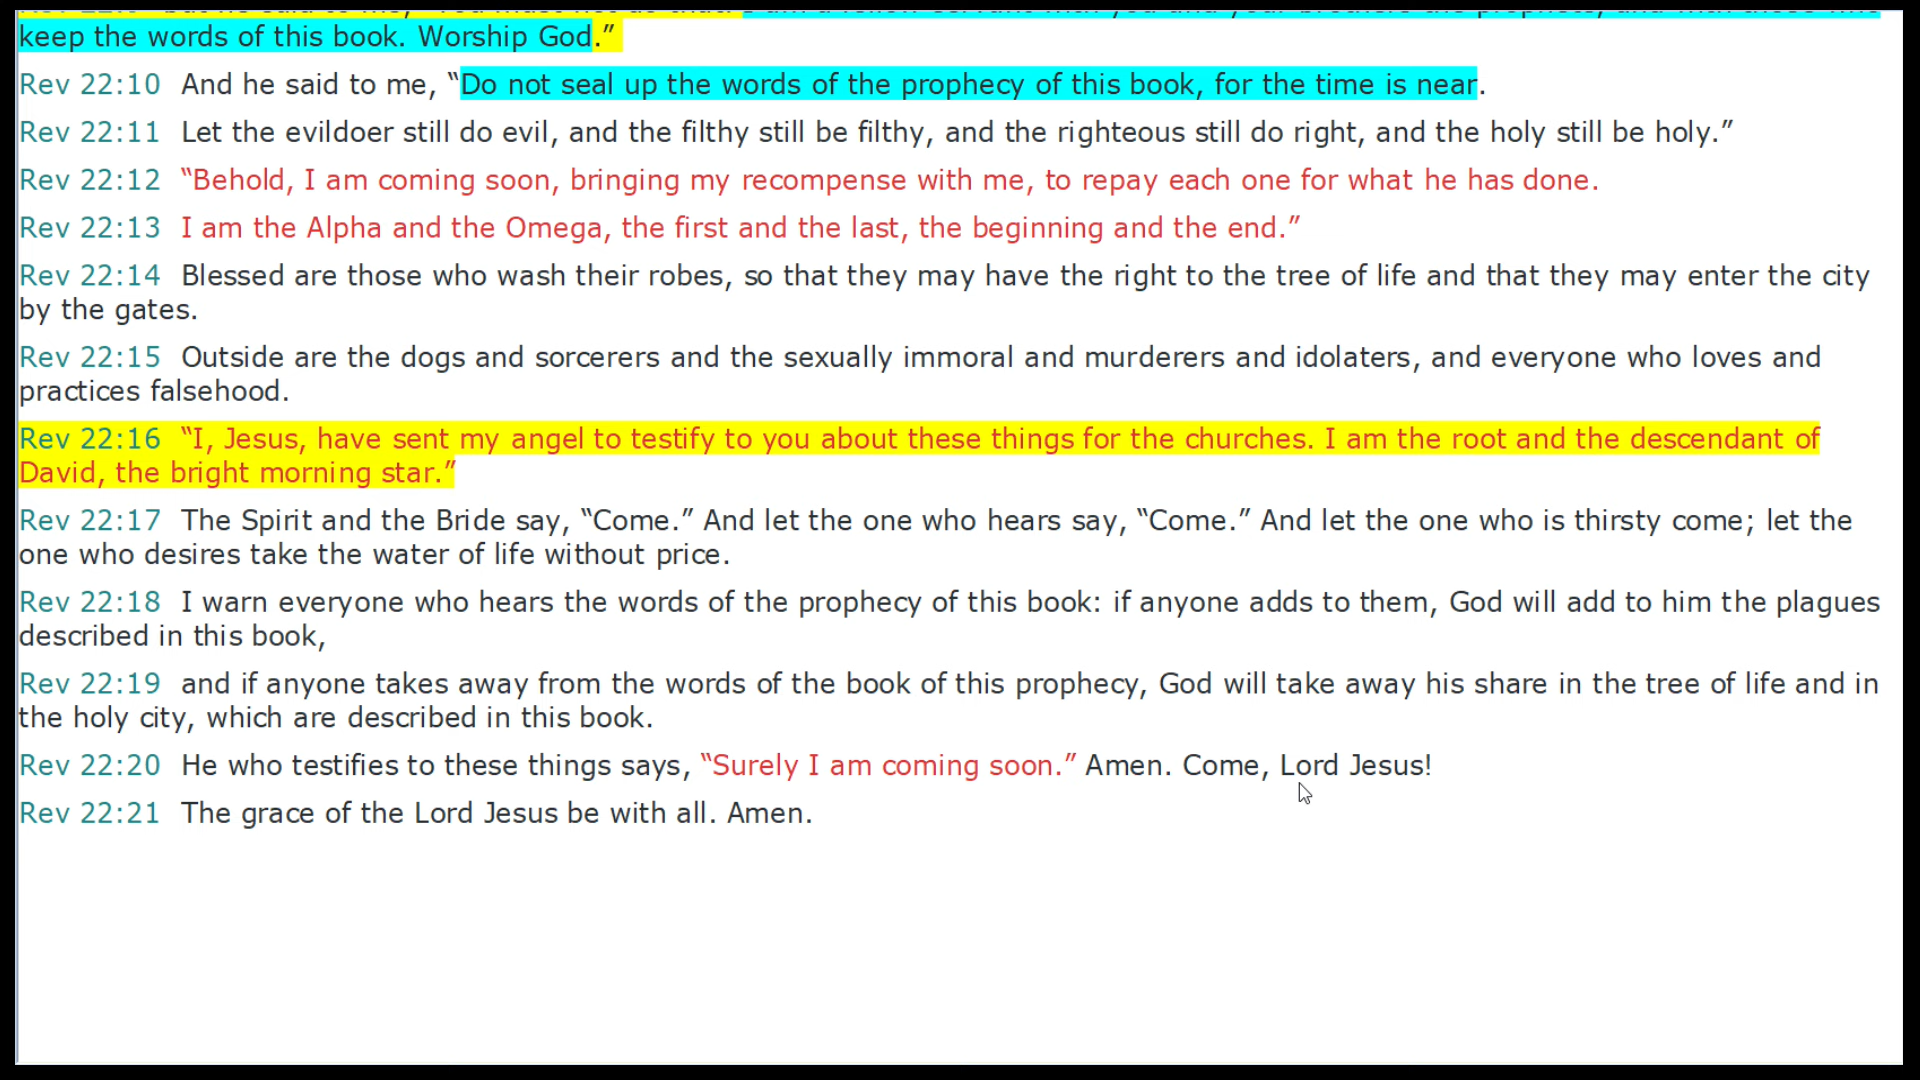 keep the words of this book. Worship God.”
Rev 22:10 And he said to me, “Do not seal up the words of the prophecy of this book, for the time is near.
Rev 22:11 Let the evildoer still do evil, and the filthy still be filthy, and the righteous still do right, and the holy still be holy.”
Rev 22:12 “Behold, I am coming soon, bringing my recompense with me, to repay each one for what he has done.
Rev 22:13 I am the Alpha and the Omega, the first and the last, the beginning and the end.”
Rev 22:14 Blessed are those who wash their robes, so that they may have the right to the tree of life and that they may enter the city
by the gates.
Rev 22:15 Outside are the dogs and sorcerers and the sexually immoral and murderers and idolaters, and everyone who loves and
practices falsehood.
Rev 22:16 “I, Jesus, have sent my angel to testify to you about these things for the churches. I am the root and the descendant of
David, the bright morning star.”
Rev 22:17 The Spirit and the Bride say, “Come.” And let the one who hears say, “Come.” And let the one who is thirsty come; let the
one who desires take the water of life without price.
Rev 22:18 I warn everyone who hears the words of the prophecy of this book: if anyone adds to them, God will add to him the plagues
described in this book,
Rev 22:19 and if anyone takes away from the words of the book of this prophecy, God will take away his share in the tree of life and in
the holy city, which are described in this book.
Rev 22:20 He who testifies to these things says, “Surely I am coming soon.” Amen. Come, Lord Jesus!
Rev 22:21 The grace of the Lord Jesus be with all. Amen.